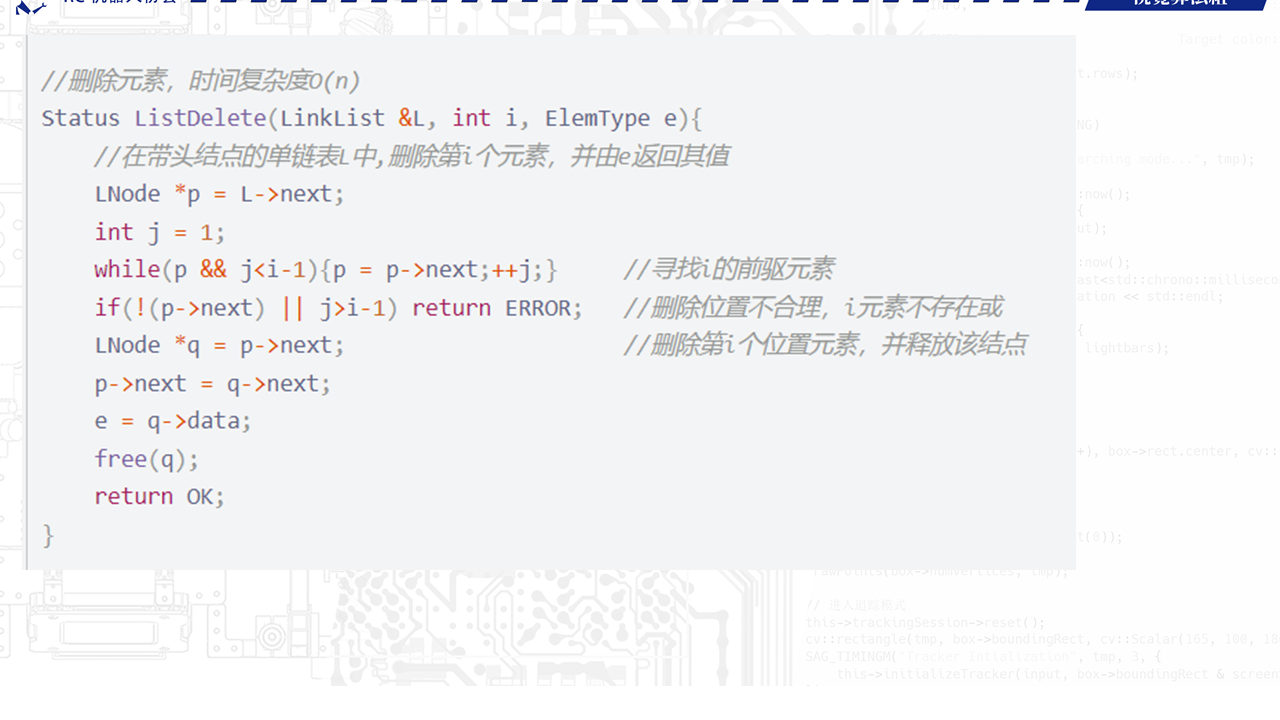 //删除元素，时间复杂度O(n)
Status ListDelete(LinkList &L, int i, ElemType e){
//在带头结点的单链表L中,删除第i个元素，并由e返回其值
LNode *p = L->next;
int j = 1;
while(p && j<i-1){p = p->next;++j;} //寻找i的前驱元素
if(!(p->next) || j>i-1) return ERROR; //删除位置不合理，i元素不存在或
LNode *q = p->next; //删除第i个位置元素，并释放该结点
p->next = q->next;
e = q->data;
free(q);
return OK;
}
Target color:
t.rows);
NG)
arching mode...", tmp);
:now();
{
ut);
:now();
ast<std::chrono::milliseco
ation << std::endl;
{
lightbars);
+), box->rect.center, cv::
t(0));
// 进入追踪模式
this->trackingSession->reset();
cv::rectangle(tmp, box->boundingRect, cv::Scalar(165, 100, 18
SAG_TIMINGM("Tracker Intialization", tmp, 3, {
this->initializeTracker(input, box->boundingRect & screen